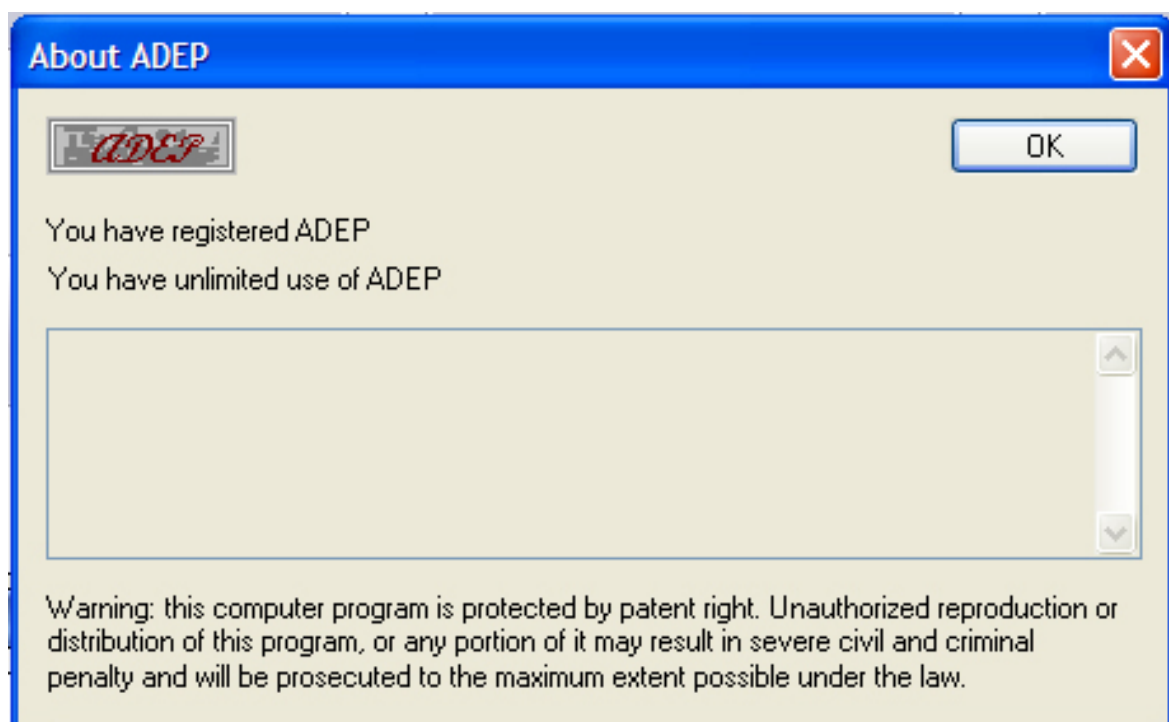 About ADEP
ADEP
OK
You have registered ADEP
You have unlimited use of ADEP
Warning: this computer program is protected by patent right. Unauthorized reproduction or
distribution of this program, or any portion of it may result in severe civil and criminal
penalty and will be prosecuted to the maximum extent possible under the law.